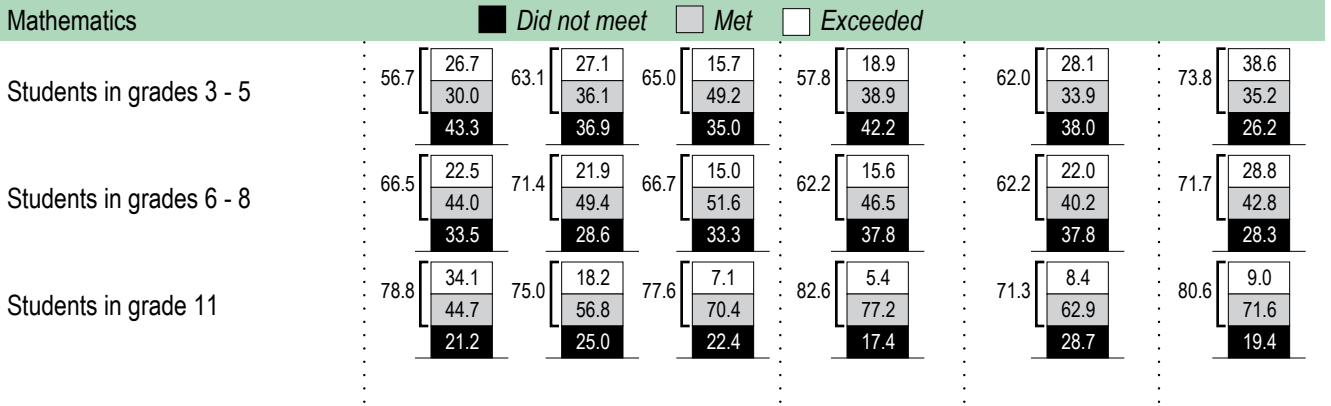 Mathematics Did not meet Met Exceeded
26.7 27.1 15.7 18.9 28.1 38.6
56.7 63.1 65.0 57.8 62.0 73.8
Students in grades 3 - 5 30.0 36.1 49.2 38.9 33.9 35.2
43.3 36.9 35.0 42.2 38.0 26.2
22.5 21.9 15.0 15.6 22.0 28.8
66.5 71.4 66.7 62.2 62.2 71.7
Students in grades 6 - 8 44.0 49.4 51.6 46.5 40.2 42.8
33.5 28.6 33.3 37.8 37.8 28.3
34.1 18.2 7.1 5.4 8.4 9.0
78.8 75.0 77.6 82.6 71.3 80.6
Students in grade 11 44.7 56.8 70.4 77.2 62.9 71.6
21.2 25.0 22.4 17.4 28.7 19.4